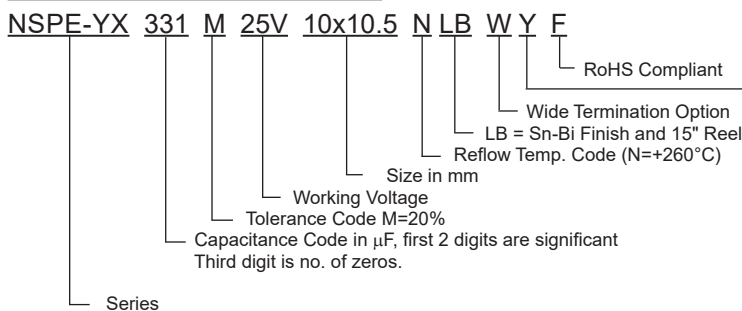 NSPE-YX 331 M 25V 10x10.5 N LB W Y F
RoHS Compliant
Wide Termination Option
LB = Sn-Bi Finish and 15" Reel
Reflow Temp. Code (N=+260°C)
Size in mm
Working Voltage
Tolerance Code M=20%
Capacitance Code in μF, first 2 digits are significant
Third digit is no. of zeros.
Series